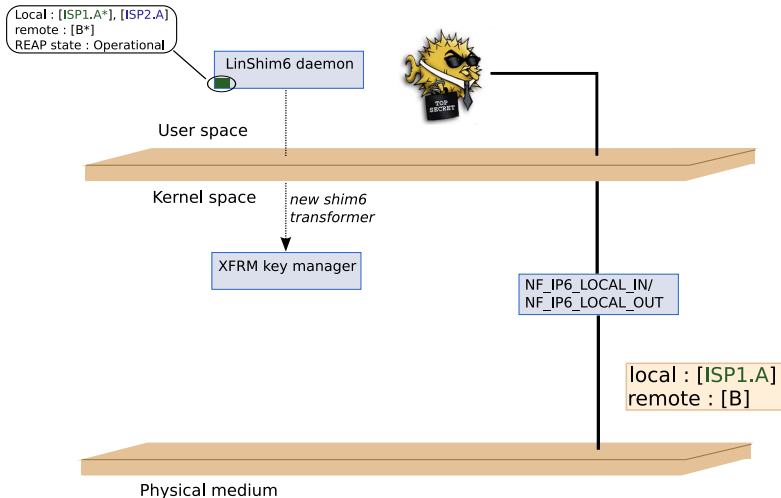 Local : [ISP1.A*], [ISP2.A]
remote : [B*]
REAP state : Operational
LinShim6 daemon
TOP
SECRET
User space
Kernel space
new shim6
transformer
XFRM key manager
NF_IP6_LOCAL_IN/
NF_IP6_LOCAL_OUT
local : [ISP1.A]
remote : [B]
Physical medium